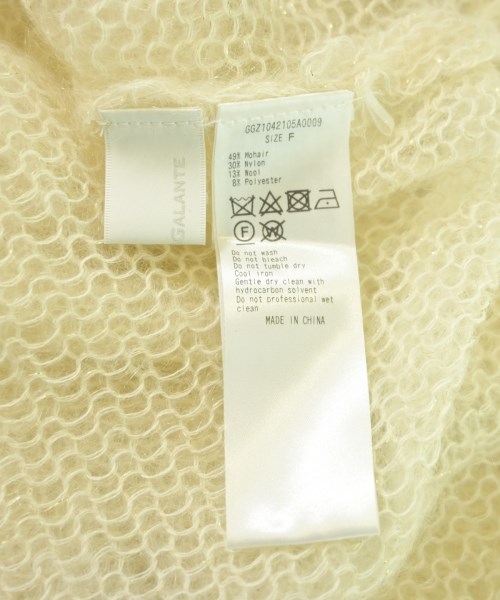 GALANTE
GGZ1042105A0009
SIZE F
49% Mohair
30% Nylon
13% Wool
8% Polyester
F
W
Do not wash
Do not bleach
Do not tumble dry
Cool iron
Gentle dry clean with
hydrocarbon solvent
Do not professional wet
clean
MADE IN CHINA